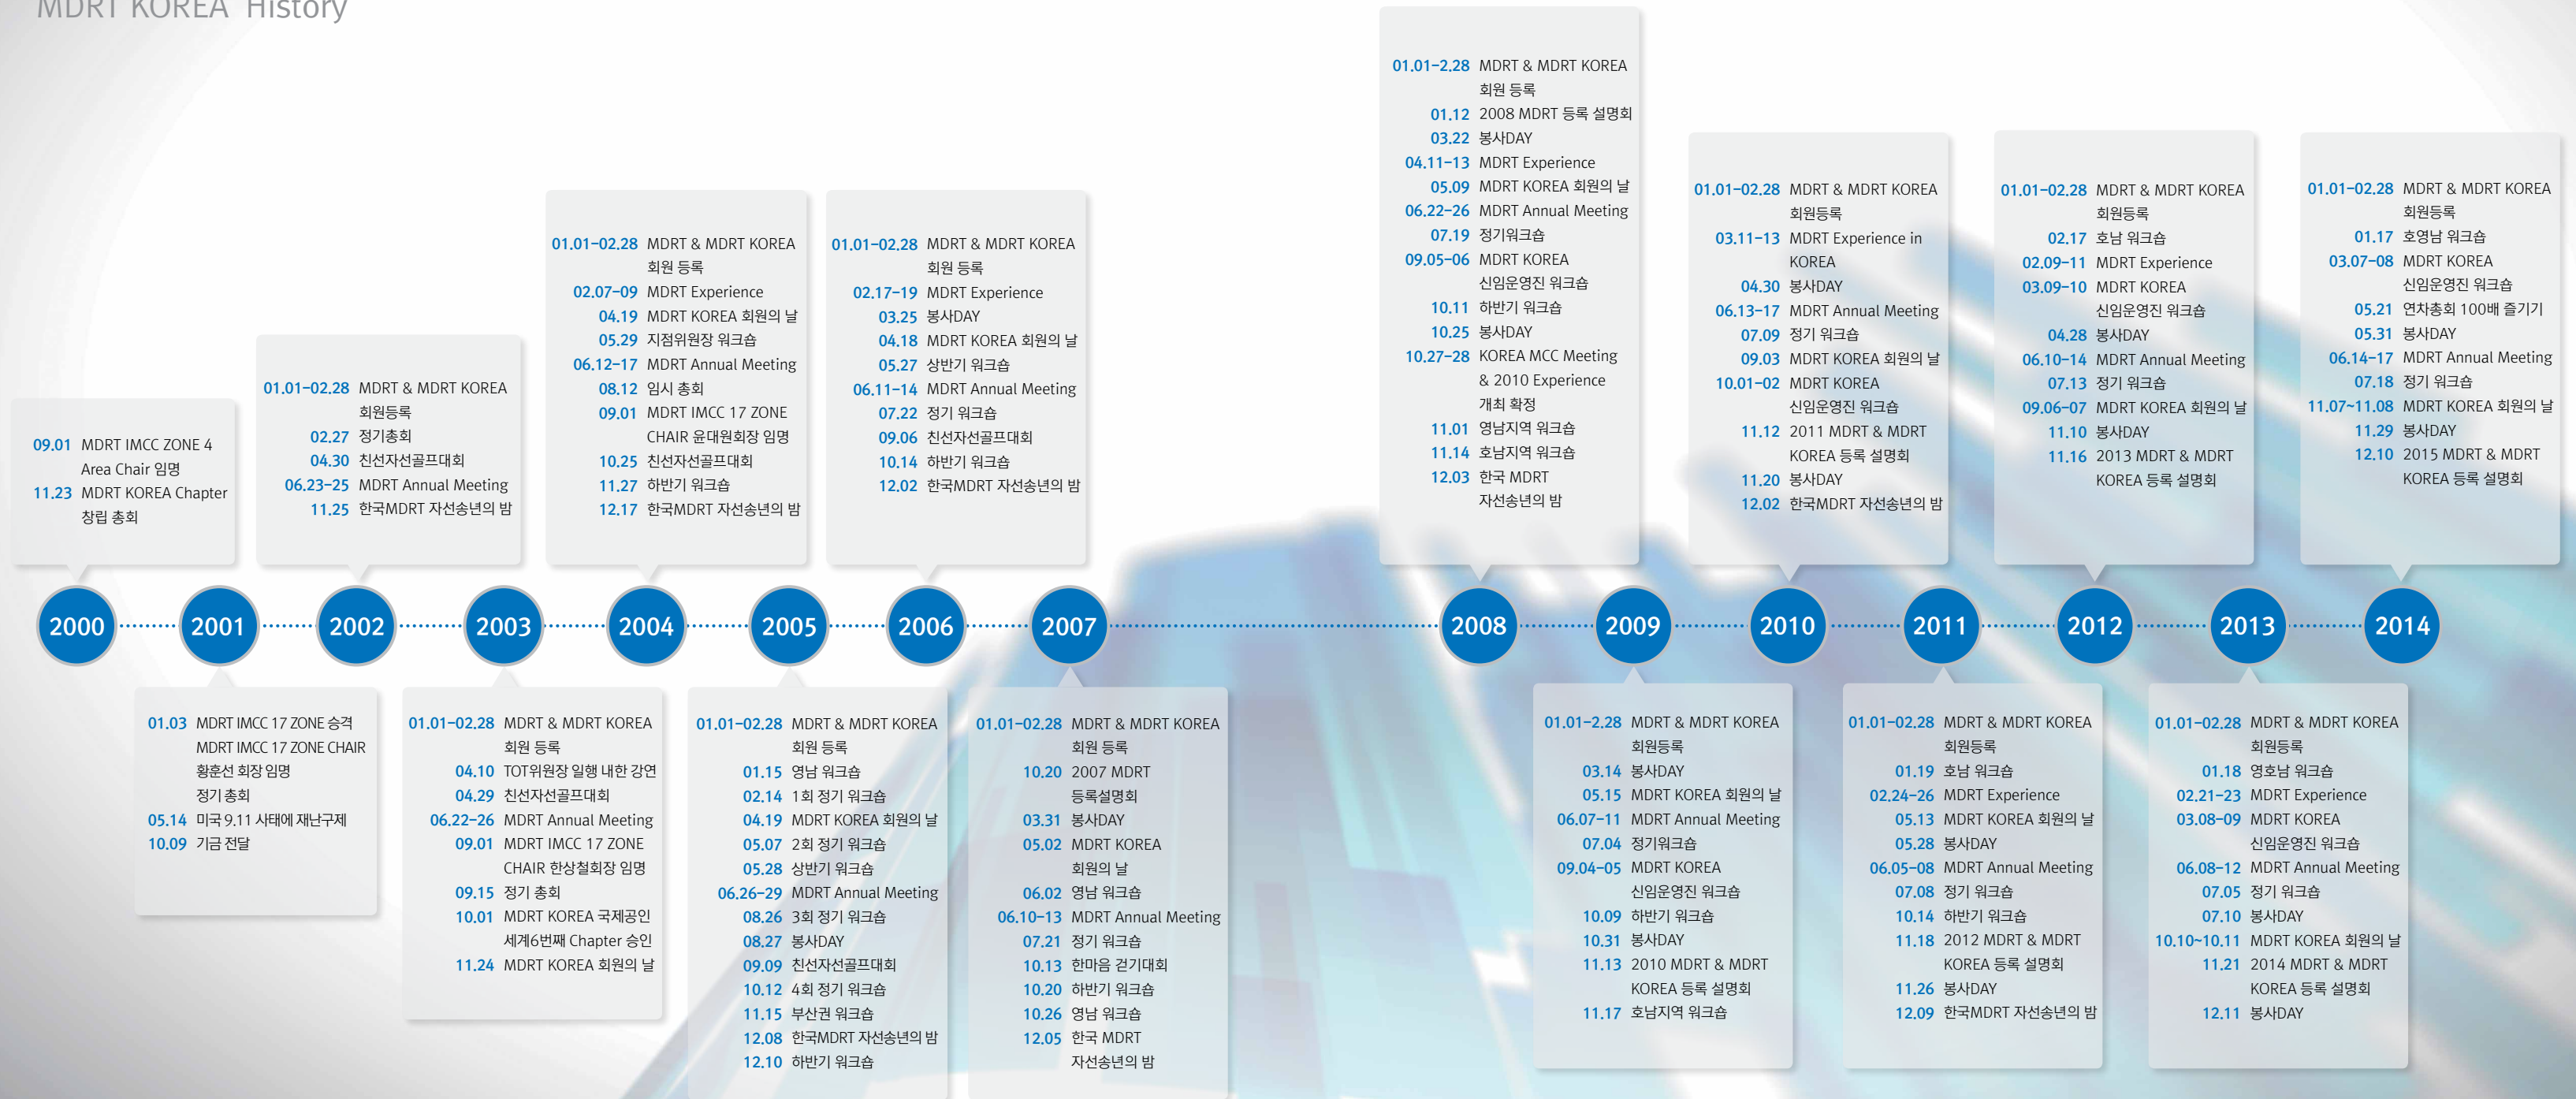 MDRT KOREA History
2000
09.01 MDRT IMCC ZONE 4
Area Chair 임명
11.23 MDRT KOREA Chapter
창립 총회
2001
01.03 MDRT IMCC 17 ZONE 승격
MDRT IMCC 17 ZONE CHAIR
황훈선 회장 임명
정기 총회
05.14 미국 9.11 사태에 재난구제
10.09 기금 전달
2002
01.01-02.28 MDRT & MDRT KOREA
회원등록
02.27 정기총회
04.30 친선자선골프대회
06.23-25 MDRT Annual Meeting
11.25 한국MDRT 자선송년의 밤
2003
01.01-02.28 MDRT & MDRT KOREA
회원 등록
04.10 TOT위원장 일행 내한 강연
04.29 친선자선골프대회
06.22-26 MDRT Annual Meeting
09.01 MDRT IMCC 17 ZONE
CHAIR 한상철회장 임명
09.15 정기 총회
10.01 MDRT KOREA 국제공인
세계6번째 Chapter 승인
11.24 MDRT KOREA 회원의 날
2004
01.01-02.28 MDRT & MDRT KOREA
회원 등록
02.07-09 MDRT Experience
04.19 MDRT KOREA 회원의 날
05.29 지점위원장 워크숍
06.12-17 MDRT Annual Meeting
08.12 임시 총회
09.01 MDRT IMCC 17 ZONE
CHAIR 윤대원회장 임명
10.25 친선자선골프대회
11.27 하반기 워크숍
12.17 한국MDRT 자선송년의 밤
2005
01.01-02.28 MDRT & MDRT KOREA
회원 등록
01.15 영남 워크숍
02.14 1회 정기 워크숍
04.19 MDRT KOREA 회원의 날
05.07 2회 정기 워크숍
05.28 상반기 워크숍
06.26-29 MDRT Annual Meeting
08.26 3회 정기 워크숍
08.27 봉사DAY
09.09 친선자선골프대회
10.12 4회 정기 워크숍
11.15 부산권 워크숍
12.08 한국MDRT 자선송년의 밤
12.10 하반기 워크숍
2006
01.01-02.28 MDRT & MDRT KOREA
회원 등록
02.17-19 MDRT Experience
03.25 봉사DAY
04.18 MDRT KOREA 회원의 날
05.27 상반기 워크숍
06.11-14 MDRT Annual Meeting
07.22 정기 워크숍
09.06 친선자선골프대회
10.14 하반기 워크숍
12.02 한국MDRT 자선송년의 밤
2007
01.01-02.28 MDRT & MDRT KOREA
회원 등록
10.20 2007 MDRT
등록설명회
03.31 봉사DAY
05.02 MDRT KOREA
회원의 날
06.02 영남 워크숍
06.10-13 MDRT Annual Meeting
07.21 정기 워크숍
10.13 한마음 걷기대회
10.20 하반기 워크숍
10.26 영남 워크숍
12.05 한국 MDRT
자선송년의 밤
2008
01.01-2.28 MDRT & MDRT KOREA
회원 등록
01.12 2008 MDRT 등록 설명회
03.22 봉사DAY
04.11-13 MDRT Experience
05.09 MDRT KOREA 회원의 날
06.22-26 MDRT Annual Meeting
07.19 정기워크숍
09.05-06 MDRT KOREA
신임운영진 워크숍
10.11 하반기 워크숍
10.25 봉사DAY
10.27-28 KOREA MCC Meeting
& 2010 Experience
개최 확정
11.01 영남지역 워크숍
11.14 호남지역 워크숍
12.03 한국 MDRT
자선송년의 밤
2009
01.01-2.28 MDRT & MDRT KOREA
회원등록
03.14 봉사DAY
05.15 MDRT KOREA 회원의 날
06.07-11 MDRT Annual Meeting
07.04 정기워크숍
09.04-05 MDRT KOREA
신임운영진 워크숍
10.09 하반기 워크숍
10.31 봉사DAY
11.13 2010 MDRT & MDRT
KOREA 등록 설명회
11.17 호남지역 워크숍
2010
01.01-02.28 MDRT & MDRT KOREA
회원등록
03.11-13 MDRT Experience in
KOREA
04.30 봉사DAY
06.13-17 MDRT Annual Meeting
07.09 정기 워크숍
09.03 MDRT KOREA 회원의 날
10.01-02 MDRT KOREA
신임운영진 워크숍
11.12 2011 MDRT & MDRT
KOREA 등록 설명회
11.20 봉사DAY
12.02 한국MDRT 자선송년의 밤
2011
01.01-02.28 MDRT & MDRT KOREA
회원등록
01.19 호남 워크숍
02.24-26 MDRT Experience
05.13 MDRT KOREA 회원의 날
05.28 봉사DAY
06.05-08 MDRT Annual Meeting
07.08 정기 워크숍
10.14 하반기 워크숍
11.18 2012 MDRT & MDRT
KOREA 등록 설명회
11.26 봉사DAY
12.09 한국MDRT 자선송년의 밤
2012
01.01-02.28 MDRT & MDRT KOREA
회원등록
02.17 호남 워크숍
02.09-11 MDRT Experience
03.09-10 MDRT KOREA
신임운영진 워크숍
04.28 봉사DAY
06.10-14 MDRT Annual Meeting
07.13 정기 워크숍
09.06-07 MDRT KOREA 회원의 날
11.10 봉사DAY
11.16 2013 MDRT & MDRT
KOREA 등록 설명회
2013
01.01-02.28 MDRT & MDRT KOREA
회원등록
01.18 영호남 워크숍
02.21-23 MDRT Experience
03.08-09 MDRT KOREA
신임운영진 워크숍
06.08-12 MDRT Annual Meeting
07.05 정기 워크숍
07.10 봉사DAY
10.10~10.11 MDRT KOREA 회원의 날
11.21 2014 MDRT & MDRT
KOREA 등록 설명회
12.11 봉사DAY
2014
01.01-02.28 MDRT & MDRT KOREA
회원등록
01.17 호영남 워크숍
03.07-08 MDRT KOREA
신임운영진 워크숍
05.21 연차총회 100배 즐기기
05.31 봉사DAY
06.14-17 MDRT Annual Meeting
07.18 정기 워크숍
11.07~11.08 MDRT KOREA 회원의 날
11.29 봉사DAY
12.10 2015 MDRT & MDRT
KOREA 등록 설명회